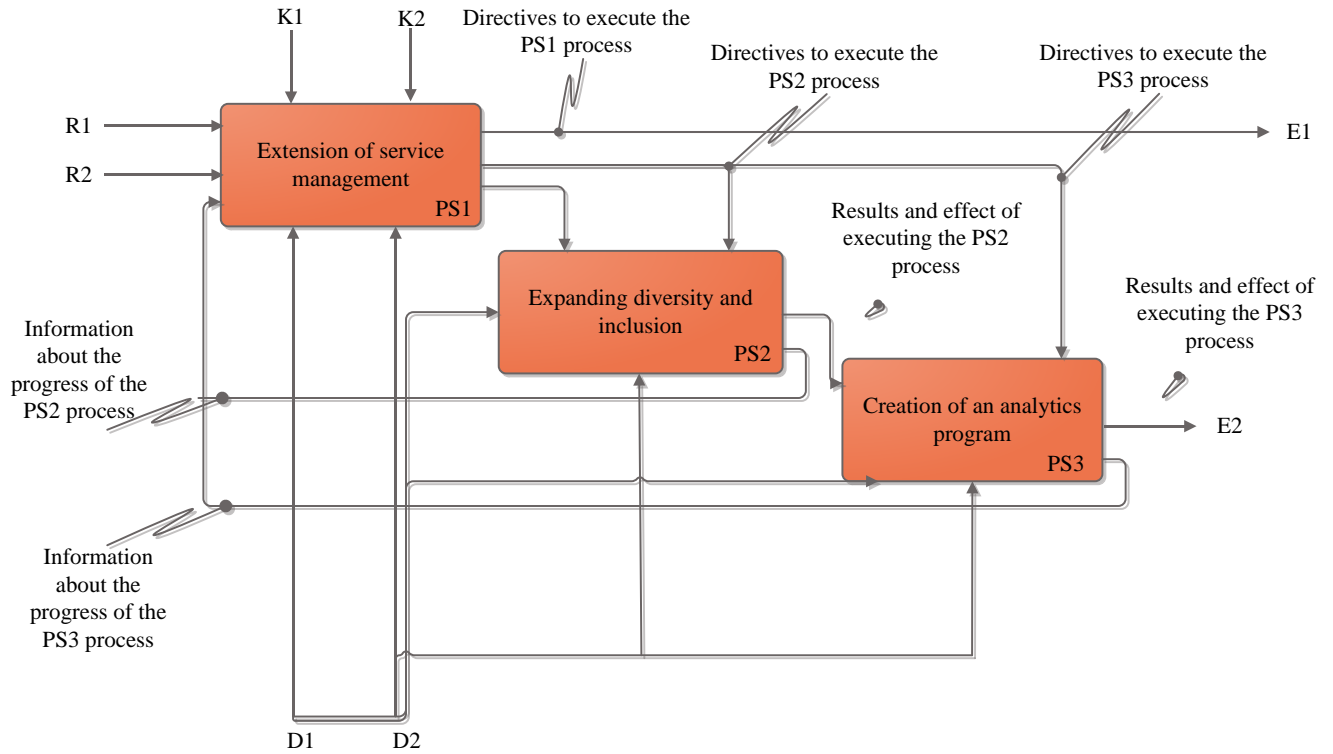 K1
K2
Directives to execute the
PS1 process
Directives to execute the
PS2 process
Directives to execute the
PS3 process
R1
R2
E1
Extension of service
management
PS1
Results and effect of
executing the PS2
process
Expanding diversity and
inclusion
PS2
Results and effect of
executing the PS3
process
Information
about the
progress of the
PS2 process
Creation of an analytics
program
PS3
E2
Information
about the
progress of the
PS3 process
D1
D2